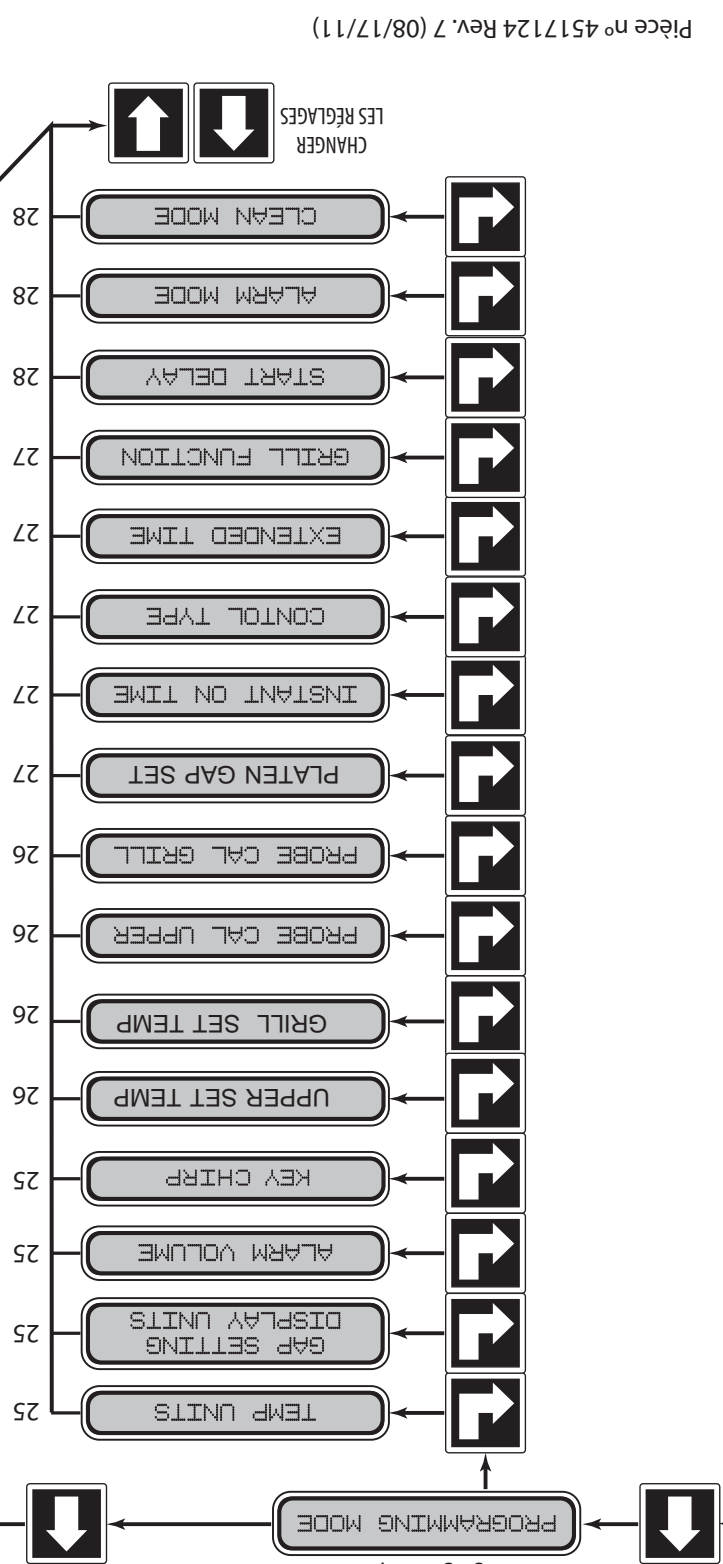 PROGRAMMING MODE
TEMP UNITS
25
GAP SETTING
DISPLAY UNITS
25
ALARM VOLUME
25
KEY CHIRP
25
UPPER SET TEMP
26
GRILL SET TEMP
26
PROBE CAL UPPER
26
PROBE CAL GRILL
26
PLATEN GAP SET
27
INSTANT ON TIME
27
CONTOL TYPE
27
EXTENDED TIME
27
GRILL FUNCTION
27
START DELAY
28
ALARM MODE
28
CLEAN MODE
28
CHANGER
LES RÉGLAGES
Pièce nº 4517124 Rev. 7 (08/17/11)